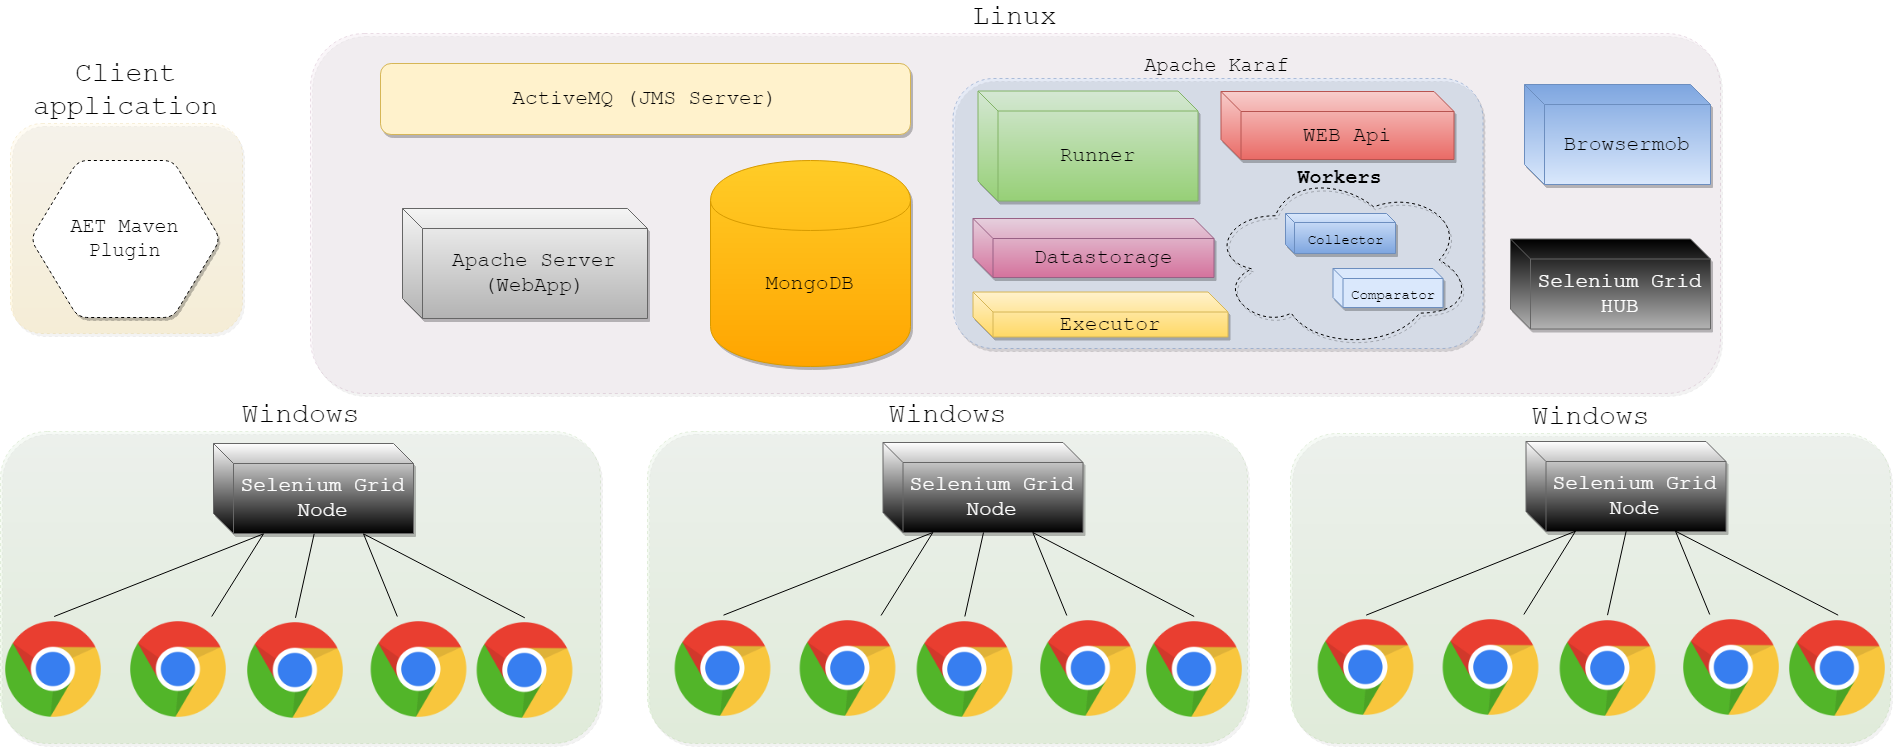 Linux
Client
application
AET Maven
Plugin
ActiveMQ (JMS Server)
Apache Server
(WebApp)
MongoDB
Apache Karaf
Runner
WEB Api
Workers
Collector
Comparator
Datastorage
Executor
Browsermob
Selenium Grid
HUB
Windows
Selenium Grid
Node
Windows
Selenium Grid
Node
Windows
Selenium Grid
Node